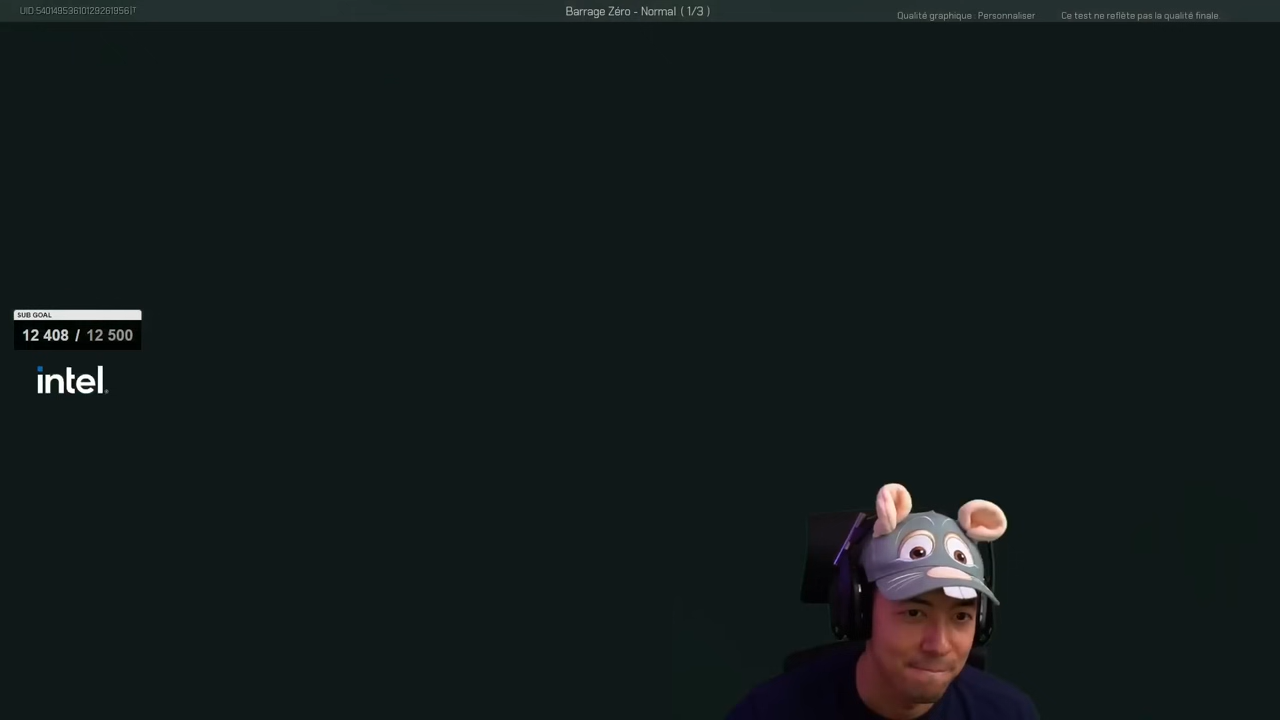 UID:540149536101292619561T
Barrage Zéro - Normal ( 1/3 )
Qualité graphique : Personnaliser
Ce test ne reflète pas la qualité finale.
SUB GOAL
12 408 / 12 500
intel.